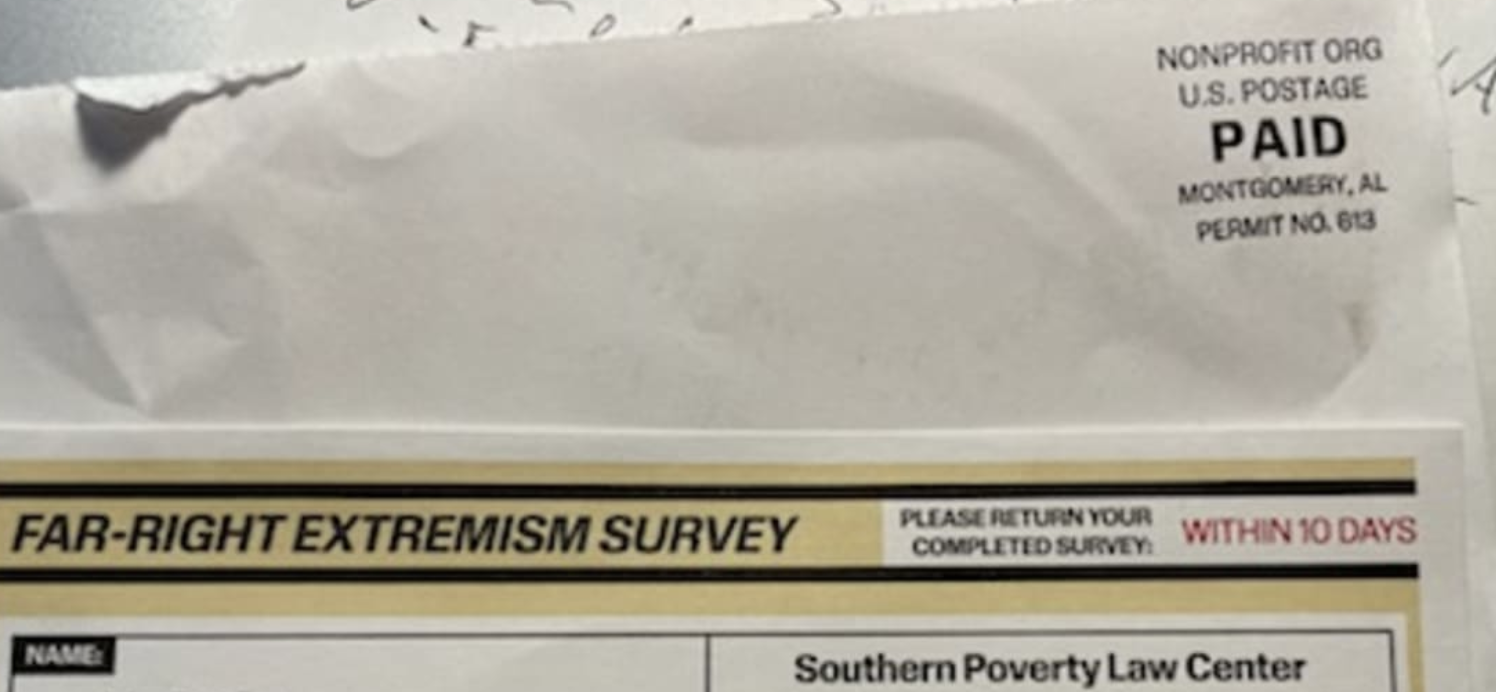 NONPROFIT ORG
U.S. POSTAGE
PAID
MONTGOMERY, AL
PERMIT NO. 613
FAR-RIGHT EXTREMISM SURVEY
PLEASE RETURN YOUR
COMPLETED SURVEY:
WITHIN 10 DAYS
NAME:
Southern Poverty Law Center